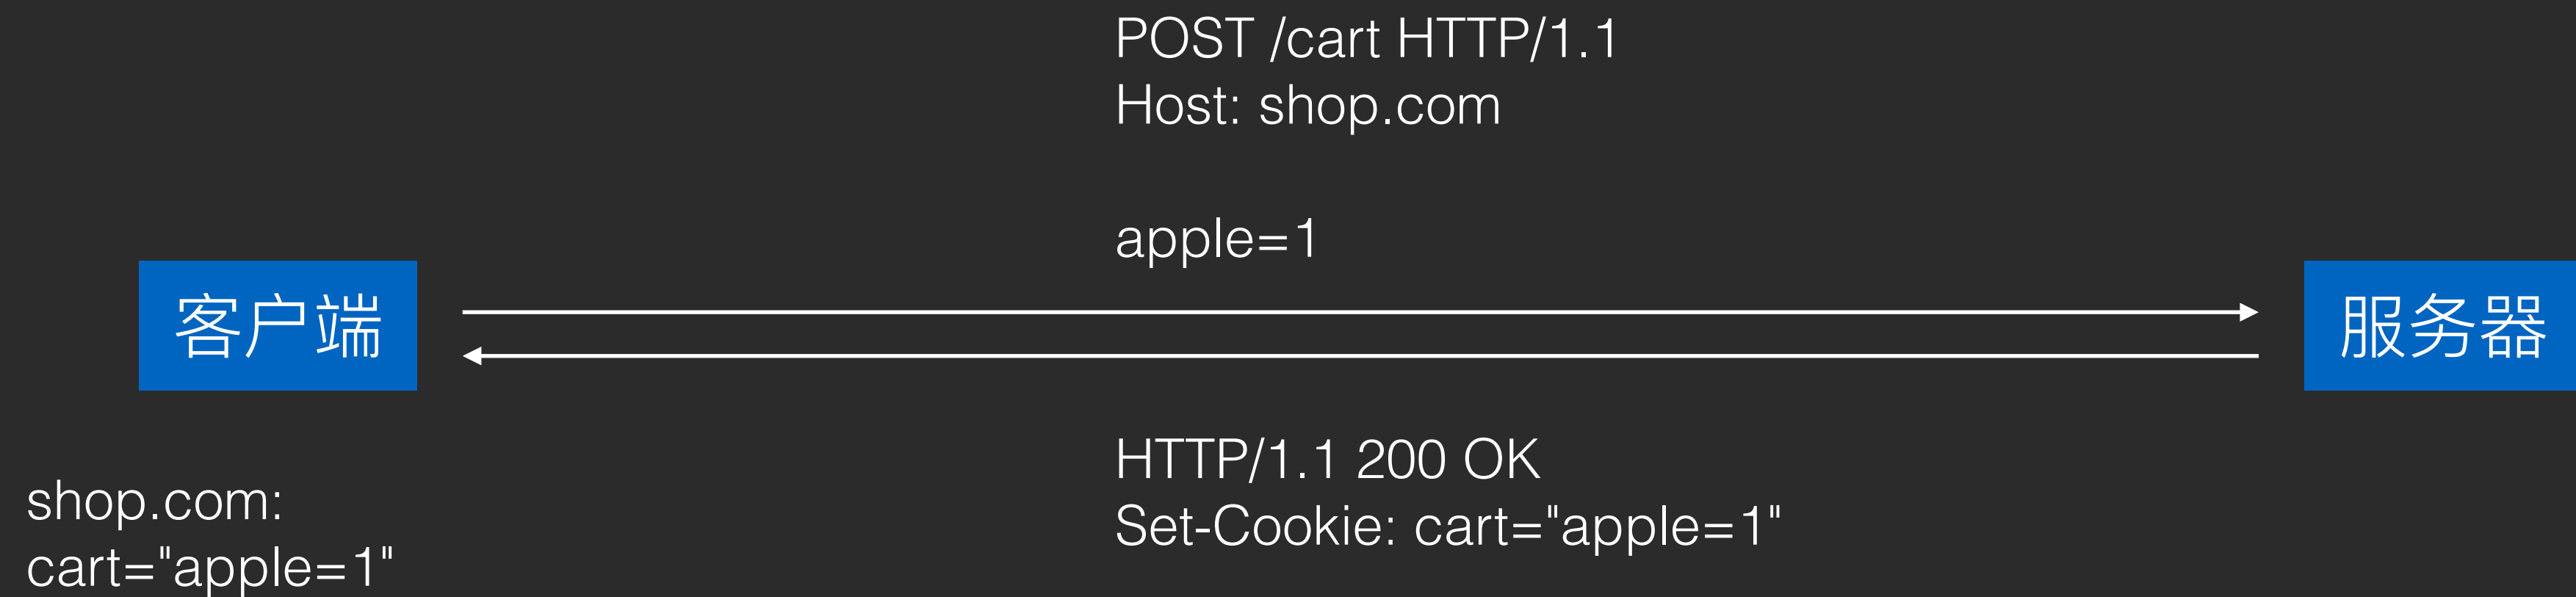 POST /cart HTTP/1.1
Host: shop.com
apple=1
客户端
服务器
HTTP/1.1 200 OK
Set-Cookie: cart="apple=1"
shop.com:
cart="apple=1"